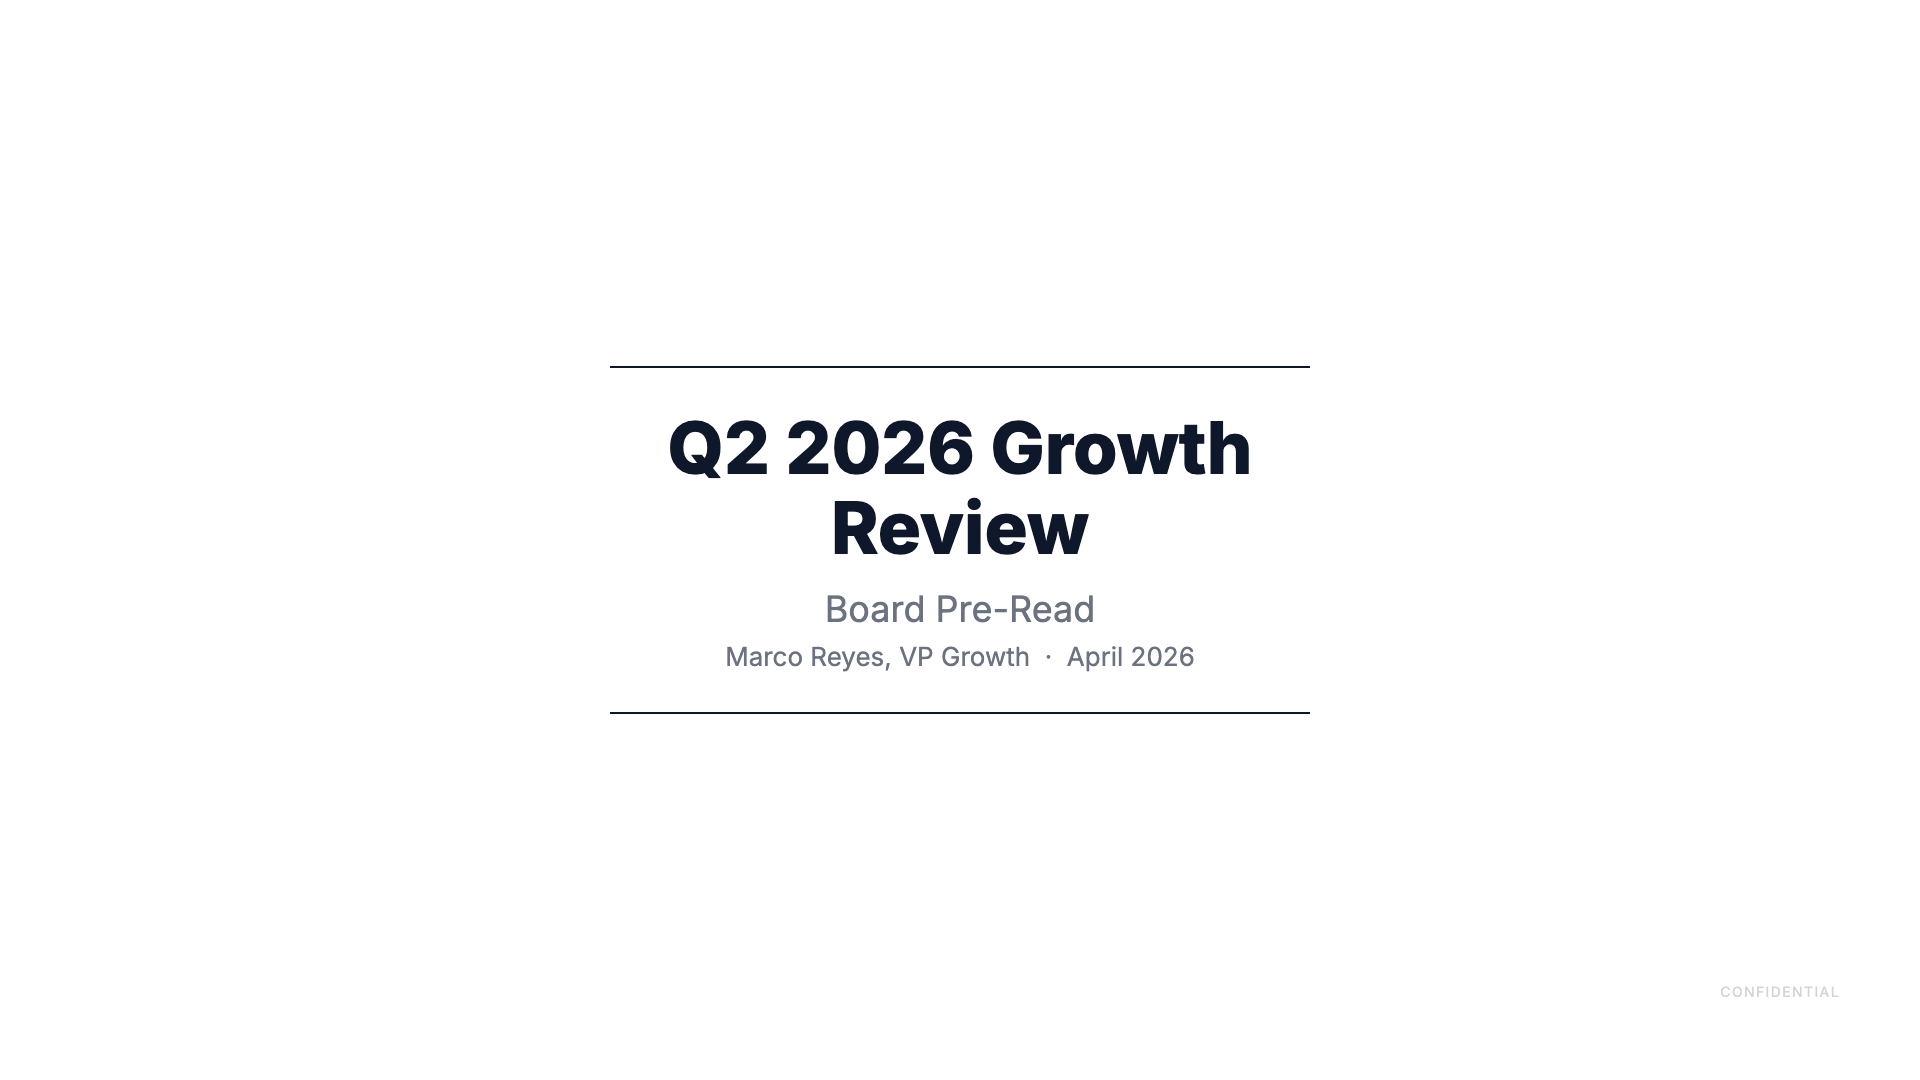 Q2 2026 Growth
Review
Board Pre-Read
Marco Reyes, VP Growth · April 2026
CONFIDENTIAL